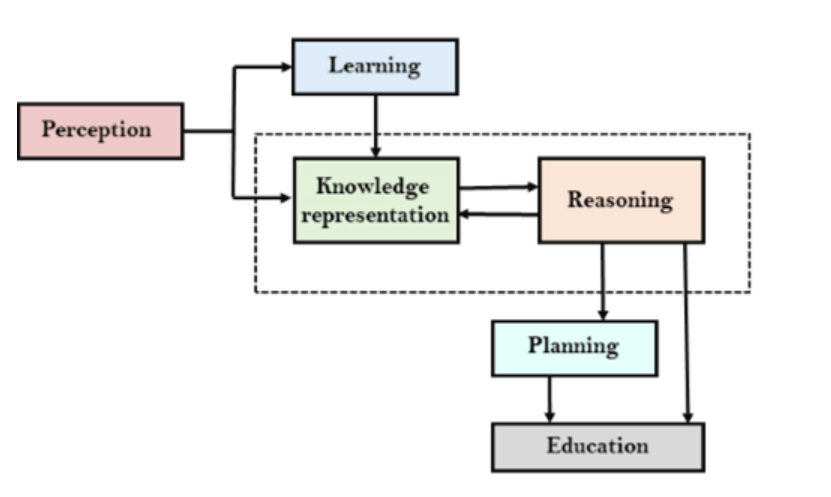 Learning
Perception
Knowledge
representation
Reasoning
Planning
Education